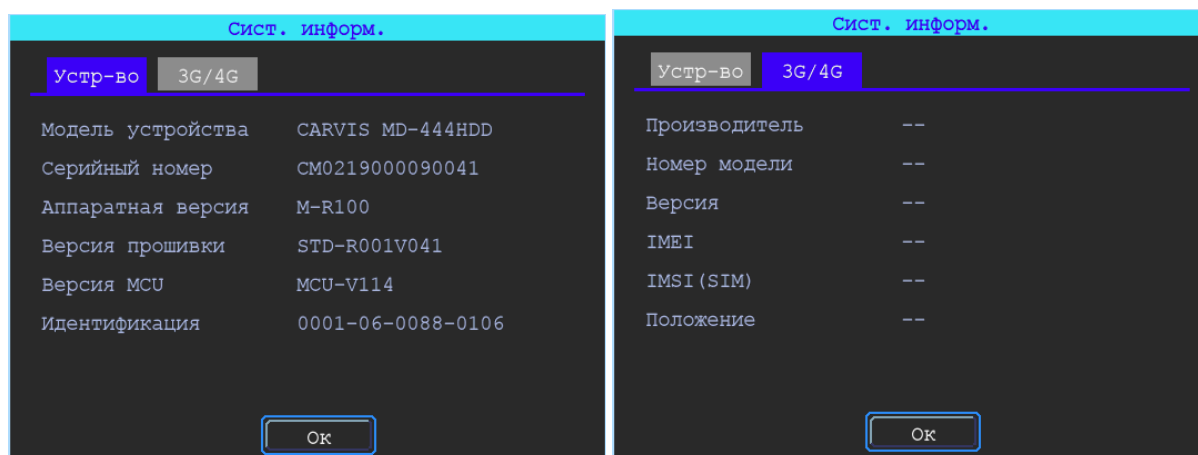 Сист. информ.
Устр-во 3G/4G
Модель устройства CARVIS MD-444HDD
Серийный номер CM0219000090041
Аппаратная версия M-R100
Версия прошивки STD-R001V041
Версия MCU MCU-V114
Идентификация 0001-06-0088-0106
Ок
Сист. информ.
Устр-во 3G/4G
Производитель --
Номер модели --
Версия --
IMEI --
IMSI(SIM) --
Положение --
Ок